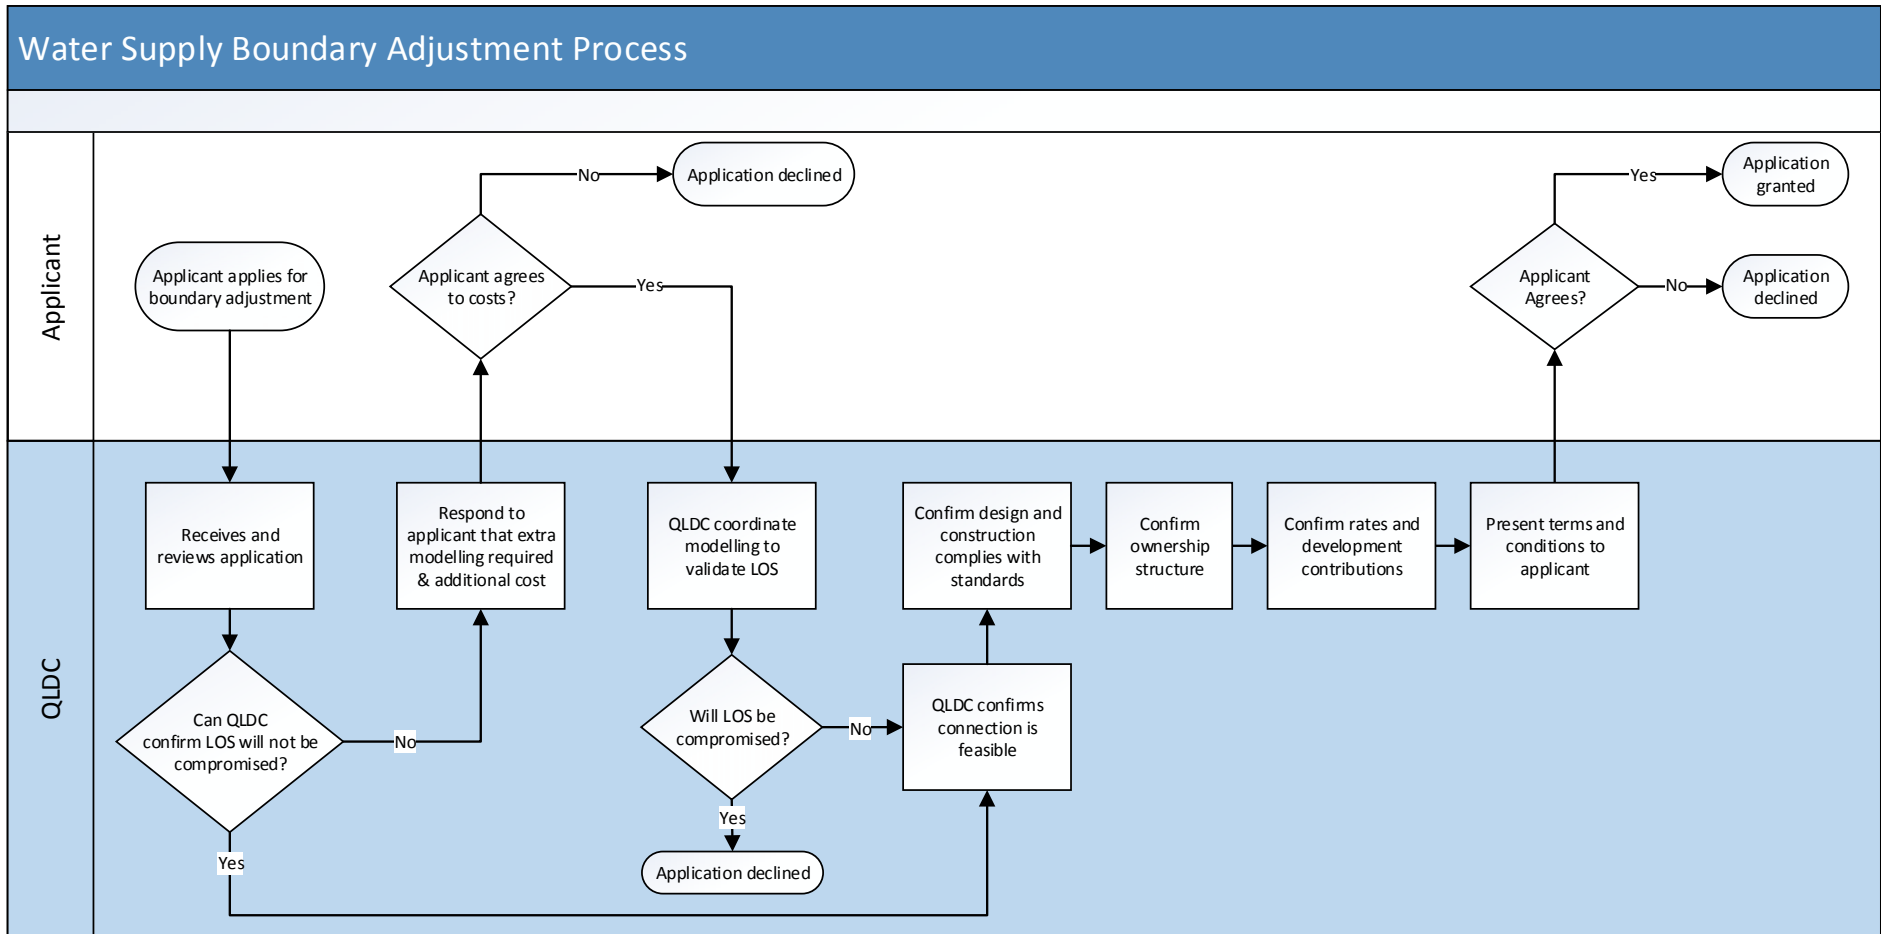 Water Supply Boundary Adjustment Process
Applicant
Applicant applies for
boundary adjustment
Applicant agrees
to costs?
No
Application declined
Yes
Applicant
Agrees?
Yes
Application
granted
No
Application
declined
QLDC
Receives and
reviews application
Can QLDC
confirm LOS will not be
compromised?
No
Yes
Respond to
applicant that extra
modelling required
& additional cost
QLDC coordinate
modelling to
validate LOS
Will LOS be
compromised?
No
Yes
Application declined
QLDC confirms
connection is
feasible
Confirm design and
construction
complies with
standards
Confirm
ownership
structure
Confirm rates and
development
contributions
Present terms and
conditions to
applicant